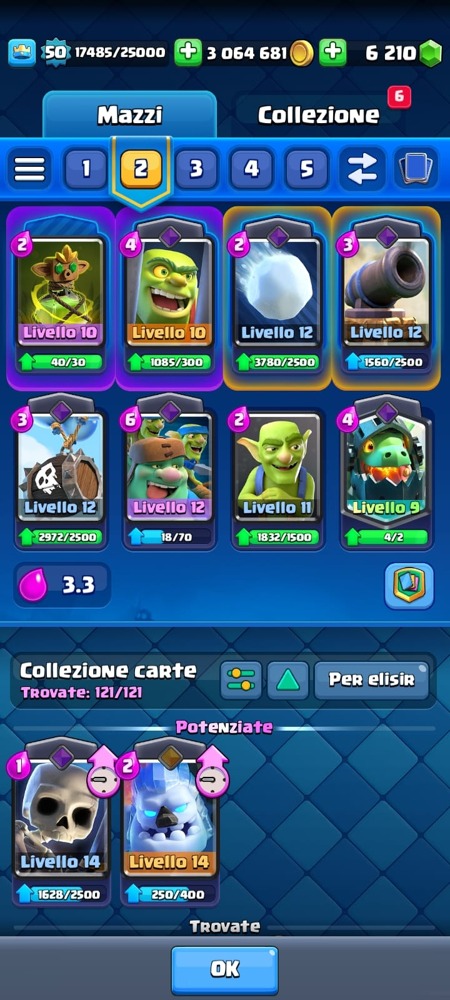 50 17485/25000 3 064 681 6 210
Mazzi Collezione 6
1 2 3 4 5
2 4 2 3
Livello 10 Livello 10 Livello 12 Livello 12
40/30 1085/300 3780/2500 1560/2500
3 6 2 4
Livello 12 Livello 12 Livello 11 Livello 9
2972/2500 18/70 1832/1500 4/2
3.3
Collezione carte
Trovate: 121/121
Per elisir
Potenziate
1 2
Livello 14 Livello 14
1628/2500 250/400
Trovate
OK